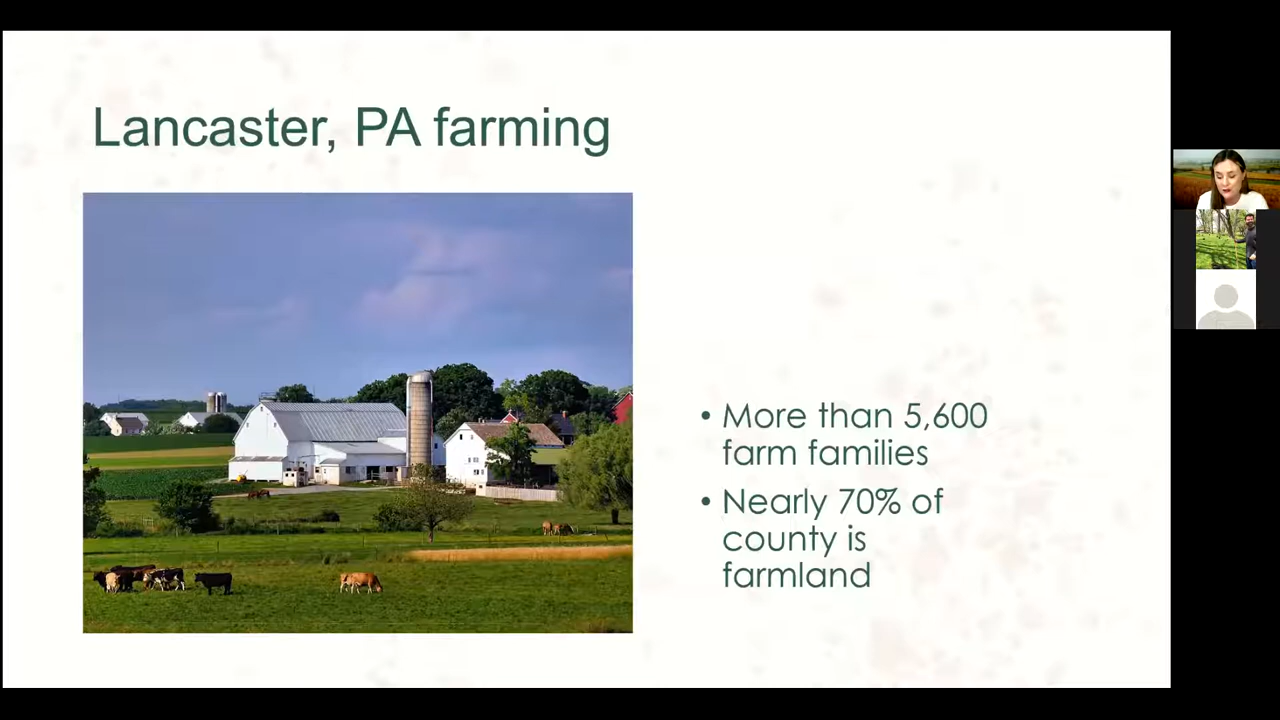 Lancaster, PA farming
• More than 5,600
farm families
• Nearly 70% of
county is
farmland